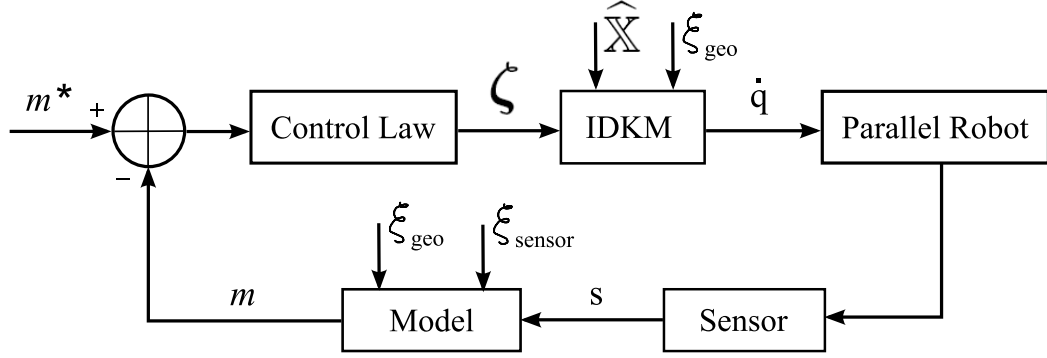 m*
+
−
Control Law
ζ
X̂
ξgeo
IDKM
q̇
Parallel Robot
ξgeo
ξsensor
m
Model
s
Sensor